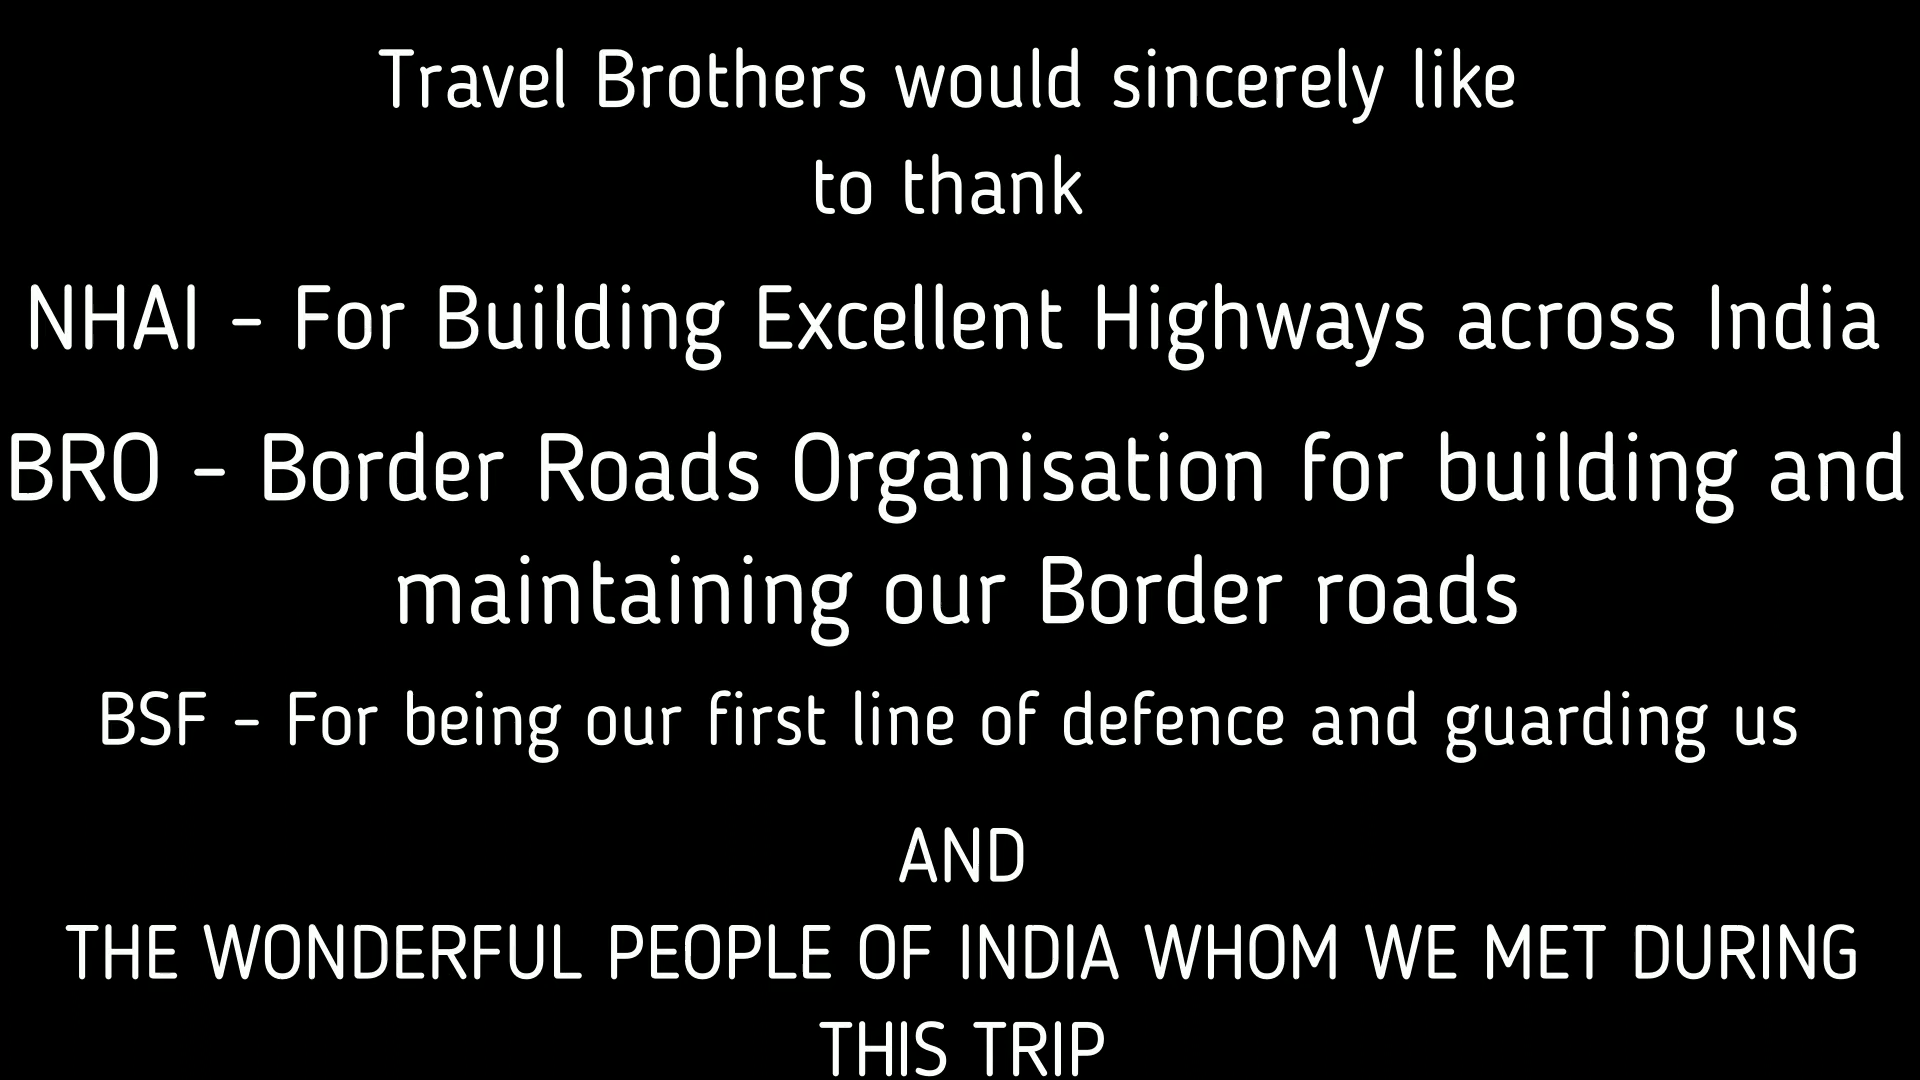 Travel Brothers would sincerely like
to thank
NHAI - For Building Excellent Highways across India
BRO - Border Roads Organisation for building and
maintaining our Border roads
BSF - For being our first line of defence and guarding us
AND
THE WONDERFUL PEOPLE OF INDIA WHOM WE MET DURING
THIS TRIP